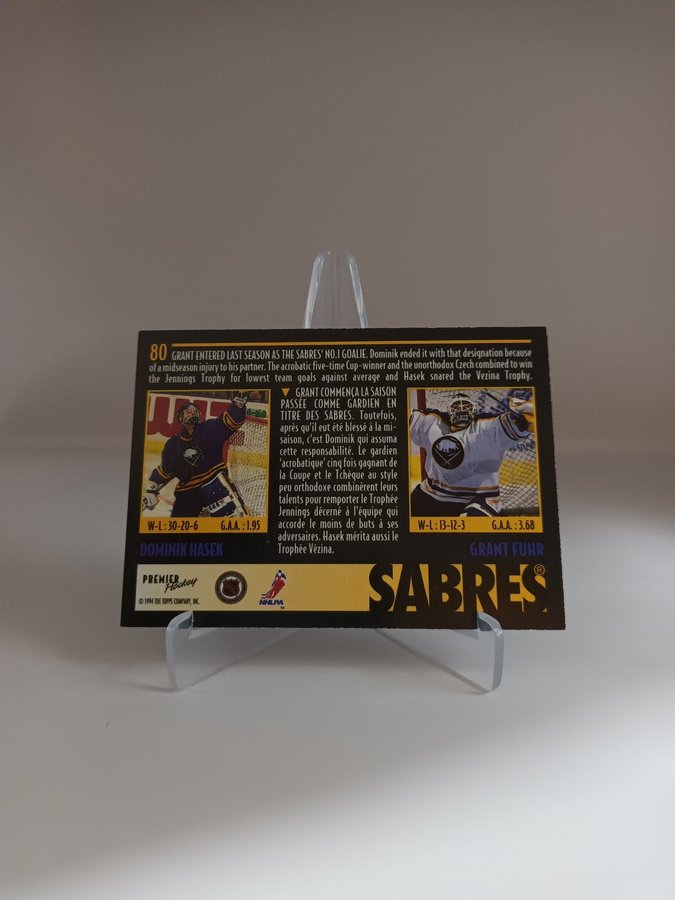 80 GRANT ENTERED LAST SEASON AS THE SABRES' NO.1 GOALIE. Dominik ended it with that designation because
of a midseason injury to his partner. The acrobatic five-time Cup-winner and the unorthodox Czech combined to win
the Jennings Trophy for lowest team goals against average and Hasek snared the Vezina Trophy.
▼ GRANT COMMENÇA LA SAISON
PASSÉE COMME GARDIEN EN
TITRE DES SABRES. Toutefois,
après qu'il eut été blessé à la mi-
saison, c'est Dominik qui assuma
cette responsabilité. Le gardien
'acrobatique' cinq fois gagnant de
la Coupe et le Tchèque au style
peu orthodoxe combinèrent leurs
talents pour remporter le Trophée
Jennings décerné à l'équipe qui
accorde le moins de buts à ses
adversaires. Hasek mérita aussi le
Trophée Vézina.
W-L : 30-20-6 G.A.A. : 1.95
DOMINIK HASEK
W-L : 13-12-3 G.A.A. : 3.68
GRANT FUHR
PREMIER
Hockey
© 1994 THE TOPPS COMPANY, INC.
NHLPA
TM
SABRES®